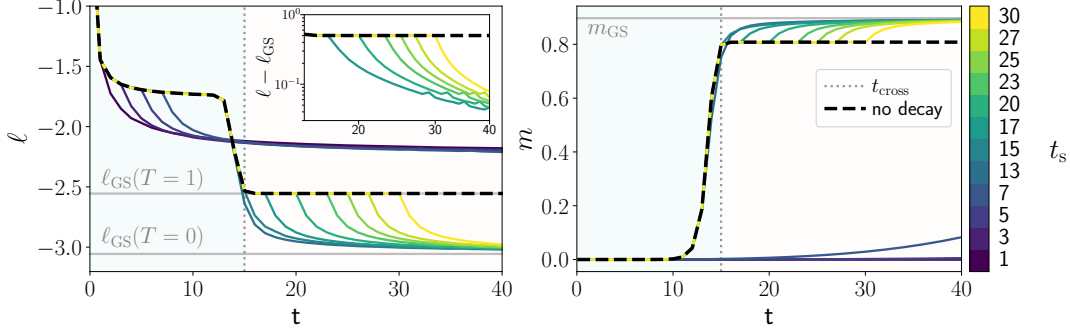 −1.0
−1.5
−2.0
−2.5
−3.0
ℓ
ℓGS(T = 1)
ℓGS(T = 0)
0 10 20 30 40
t
10⁰
10⁻¹
ℓ − ℓGS
20 30 40
0.8
0.6
0.4
0.2
0.0
m
mGS
tcross
no decay
0 10 20 30 40
t
30
27
25
23
20
17
15
13
7
5
3
1
ts